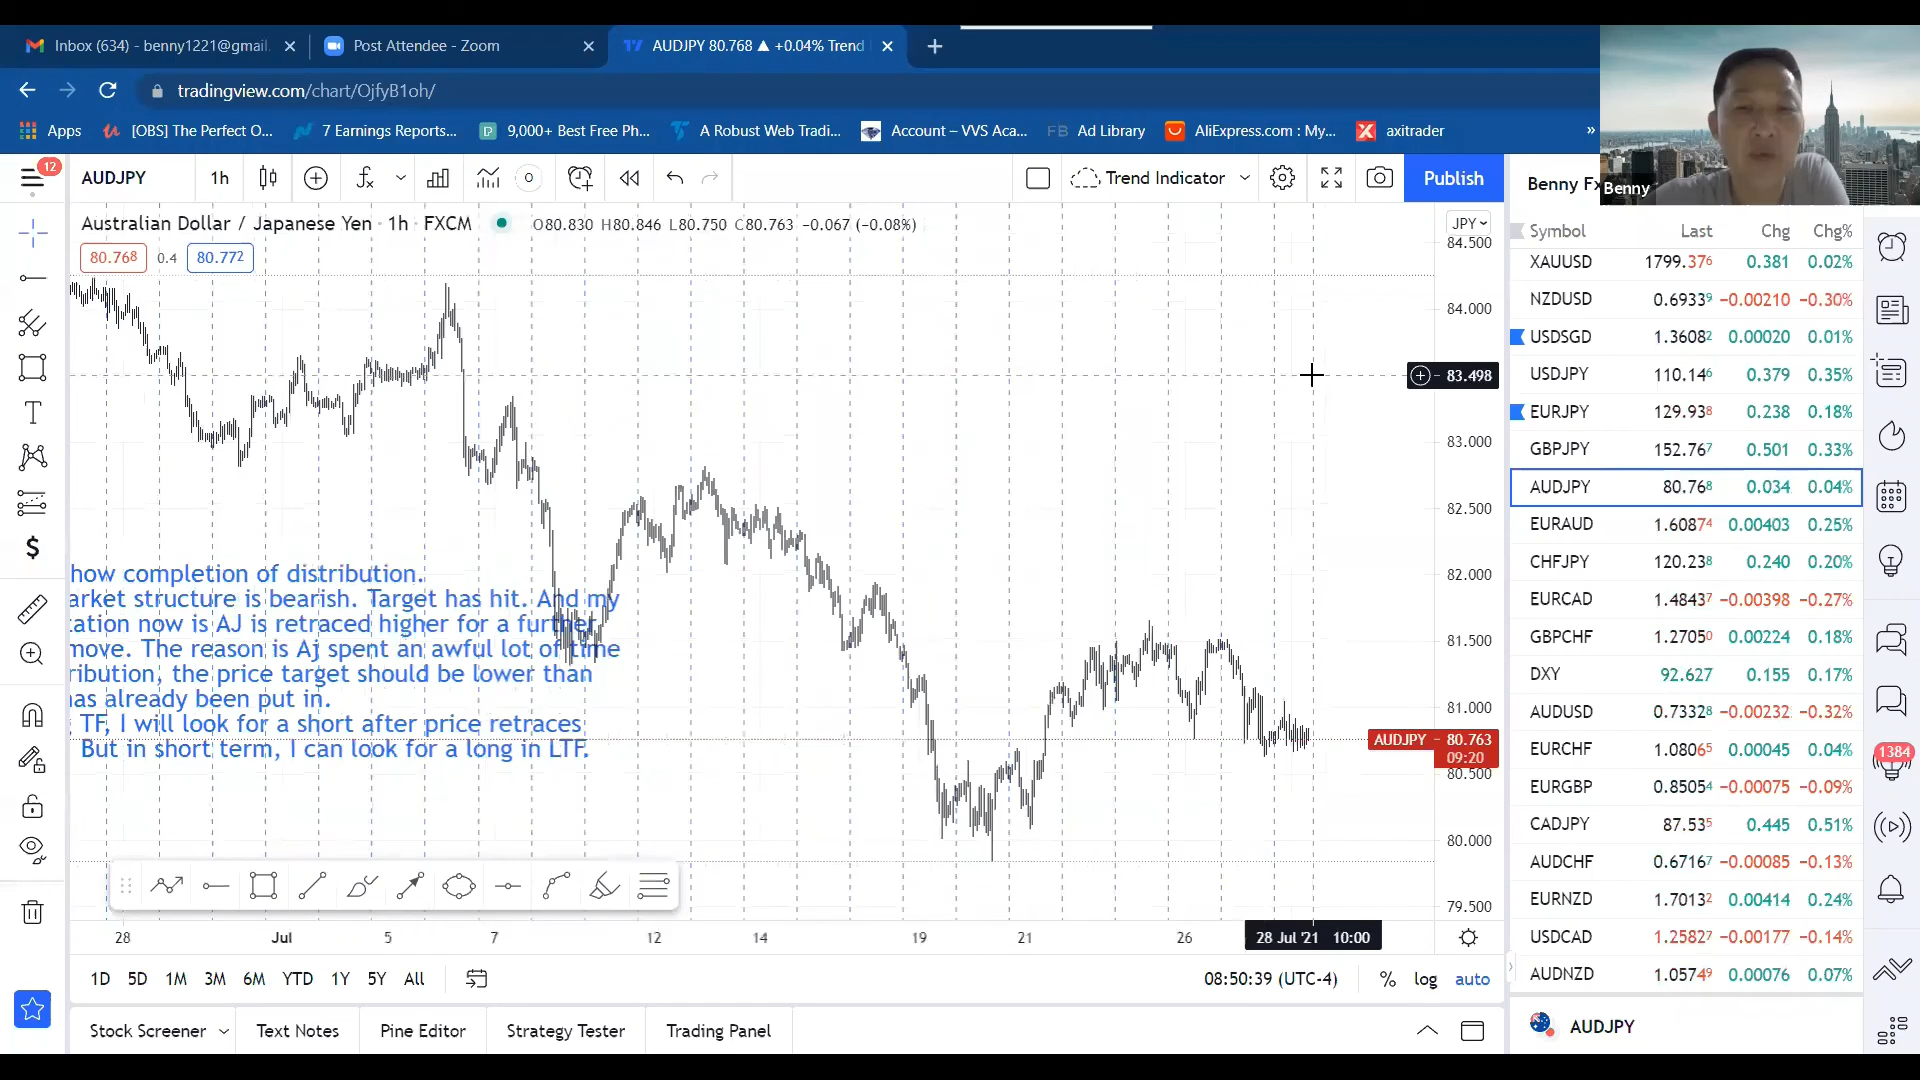 Inbox (634) - benny1221@gmail.
Post Attendee - Zoom
AUDJPY 80.768 ▲ +0.04% Trend
tradingview.com/chart/OjfyB1oh/
Apps
[OBS] The Perfect O...
7 Earnings Reports...
9,000+ Best Free Ph...
A Robust Web Tradi...
Account – VVS Aca...
FB Ad Library
AliExpress.com : My...
axitrader
»
Benny
12
AUDJPY
1h
Trend Indicator
Publish
Benny Fx
Australian Dollar / Japanese Yen · 1h · FXCM
O80.830 H80.846 L80.750 C80.763 −0.067 (−0.08%)
80.768
0.4
80.772
JPY
84.500
84.000
83.498
83.000
82.500
82.000
81.500
81.000
AUDJPY 80.763
09:20
80.500
80.000
79.500
how completion of distribution.
arket structure is bearish. Target has hit. And my
tation now is AJ is retraced higher for a further
move. The reason is Aj spent an awful lot of time
ribution, the price target should be lower than
has already been put in.
TF, I will look for a short after price retraces
But in short term, I can look for a long in LTF.
28
Jul
5
7
12
14
19
21
26
28 Jul '21 10:00
1D 5D 1M 3M 6M YTD 1Y 5Y All
08:50:39 (UTC-4)
% log auto
Stock Screener
Text Notes
Pine Editor
Strategy Tester
Trading Panel
Symbol Last Chg Chg%
XAUUSD 1799.376 0.381 0.02%
NZDUSD 0.69339 −0.00210 −0.30%
USDSGD 1.36082 0.00020 0.01%
USDJPY 110.146 0.379 0.35%
EURJPY 129.938 0.238 0.18%
GBPJPY 152.767 0.501 0.33%
AUDJPY 80.768 0.034 0.04%
EURAUD 1.60874 0.00403 0.25%
CHFJPY 120.238 0.240 0.20%
EURCAD 1.48437 −0.00398 −0.27%
GBPCHF 1.27050 0.00224 0.18%
DXY 92.627 0.155 0.17%
AUDUSD 0.73328 −0.00232 −0.32%
EURCHF 1.08065 0.00045 0.04%
EURGBP 0.85054 −0.00075 −0.09%
CADJPY 87.535 0.445 0.51%
AUDCHF 0.67167 −0.00085 −0.13%
EURNZD 1.70132 0.00414 0.24%
USDCAD 1.25827 −0.00177 −0.14%
AUDNZD 1.05749 0.00076 0.07%
AUDJPY
1384